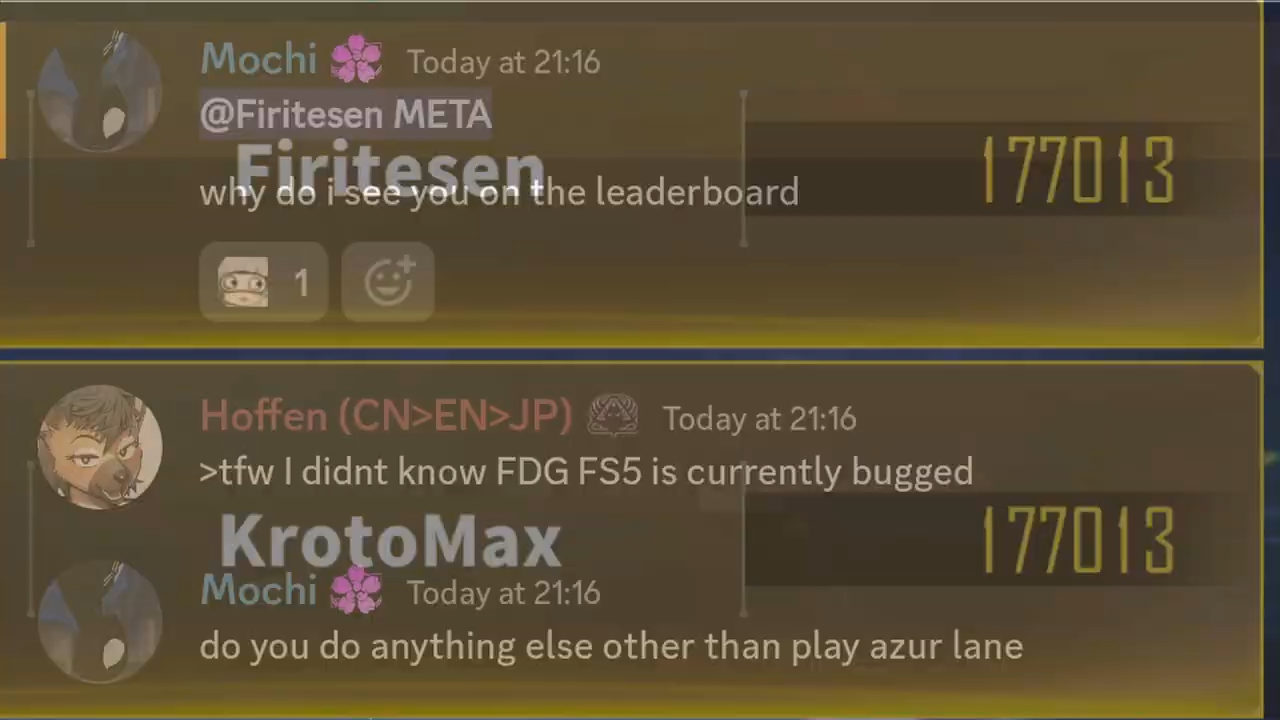 Mochi Today at 21:16
@Firitesen META
Firitesen 177013
why do i see you on the leaderboard
1
Hoffen (CN>EN>JP) Today at 21:16
>tfw I didnt know FDG FS5 is currently bugged
KrotoMax 177013
Mochi Today at 21:16
do you do anything else other than play azur lane